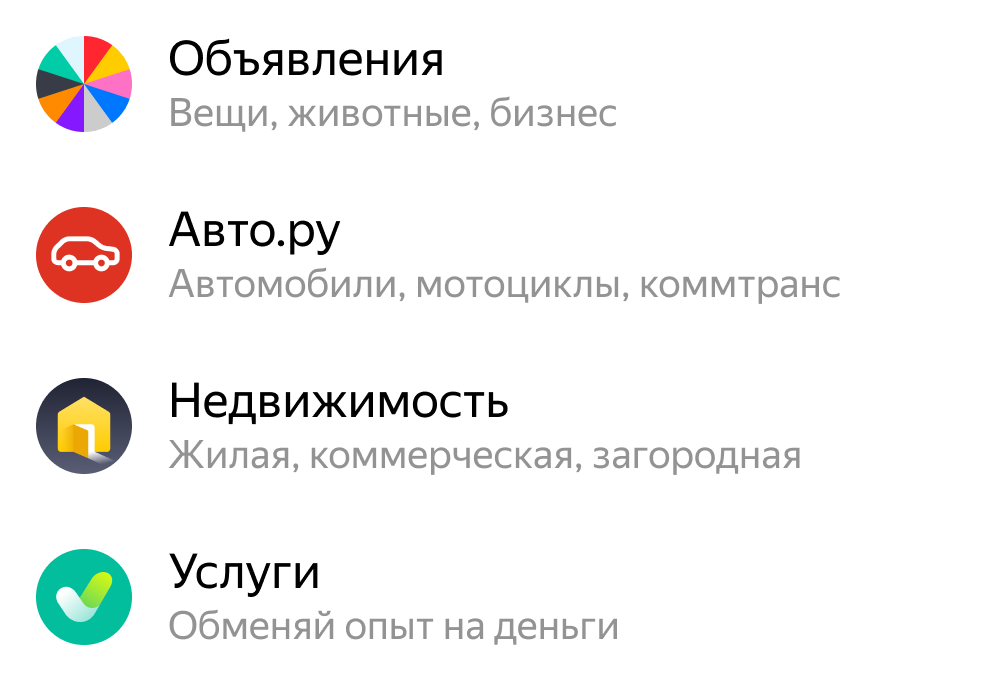 Объявления
Вещи, животные, бизнес
Авто.ру
Автомобили, мотоциклы, коммтранс
Недвижимость
Жилая, коммерческая, загородная
Услуги
Обменяй опыт на деньги